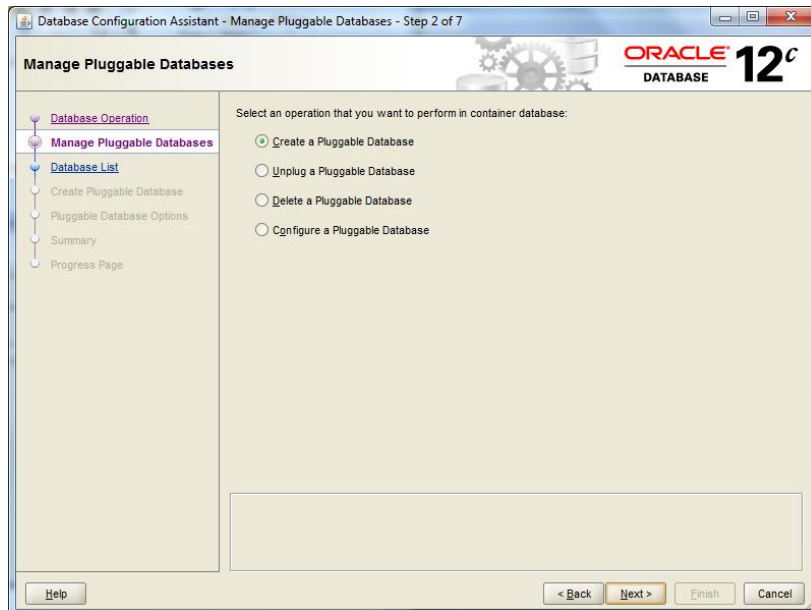 Database Configuration Assistant - Manage Pluggable Databases - Step 2 of 7
Manage Pluggable Databases
ORACLE
DATABASE
12c
Database Operation
Manage Pluggable Databases
Database List
Create Pluggable Database
Pluggable Database Options
Summary
Progress Page
Select an operation that you want to perform in container database:
Create a Pluggable Database
Unplug a Pluggable Database
Delete a Pluggable Database
Configure a Pluggable Database
Help
< Back
Next >
Finish
Cancel